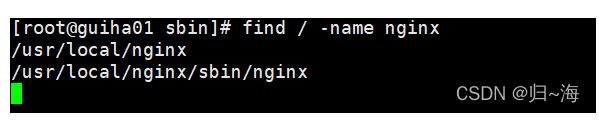 [root@guiha01 sbin]# find / -name nginx
/usr/local/nginx
/usr/local/nginx/sbin/nginx
CSDN @归~海